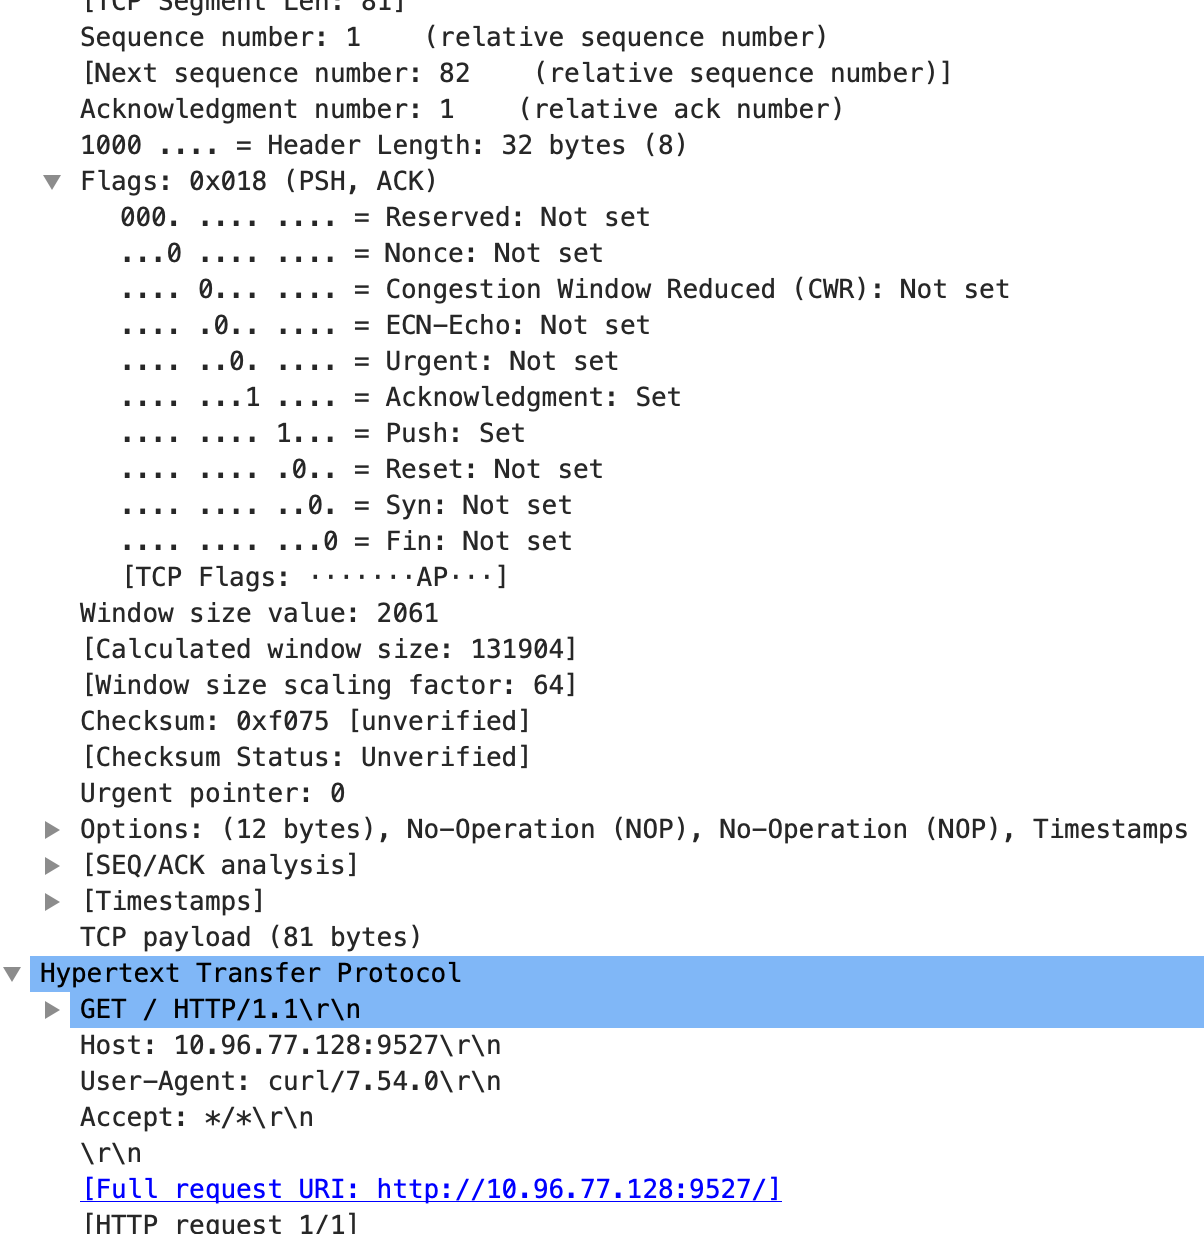 [TCP Segment Len: 81]
Sequence number: 1    (relative sequence number)
[Next sequence number: 82    (relative sequence number)]
Acknowledgment number: 1    (relative ack number)
1000 .... = Header Length: 32 bytes (8)
Flags: 0x018 (PSH, ACK)
000. .... .... = Reserved: Not set
...0 .... .... = Nonce: Not set
.... 0... .... = Congestion Window Reduced (CWR): Not set
.... .0.. .... = ECN-Echo: Not set
.... ..0. .... = Urgent: Not set
.... ...1 .... = Acknowledgment: Set
.... .... 1... = Push: Set
.... .... .0.. = Reset: Not set
.... .... ..0. = Syn: Not set
.... .... ...0 = Fin: Not set
[TCP Flags: ·······AP···]
Window size value: 2061
[Calculated window size: 131904]
[Window size scaling factor: 64]
Checksum: 0xf075 [unverified]
[Checksum Status: Unverified]
Urgent pointer: 0
Options: (12 bytes), No-Operation (NOP), No-Operation (NOP), Timestamps
[SEQ/ACK analysis]
[Timestamps]
TCP payload (81 bytes)
Hypertext Transfer Protocol
GET / HTTP/1.1\r\n
Host: 10.96.77.128:9527\r\n
User-Agent: curl/7.54.0\r\n
Accept: */*\r\n
\r\n
[Full request URI: http://10.96.77.128:9527/]
[HTTP request 1/1]